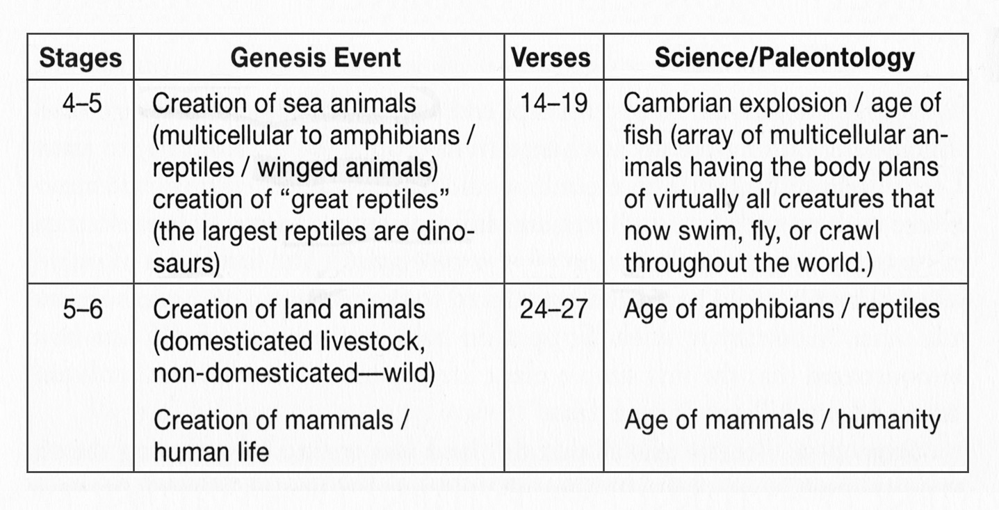 Stages Genesis Event Verses Science/Paleontology
4–5 Creation of sea animals 14–19 Cambrian explosion / age of
(multicellular to amphibians / fish (array of multicellular an-
reptiles / winged animals) imals having the body plans
creation of “great reptiles” of virtually all creatures that
(the largest reptiles are dino- now swim, fly, or crawl
saurs) throughout the world.)
5–6 Creation of land animals 24–27 Age of amphibians / reptiles
(domesticated livestock,
non-domesticated—wild)
Creation of mammals / Age of mammals / humanity
human life